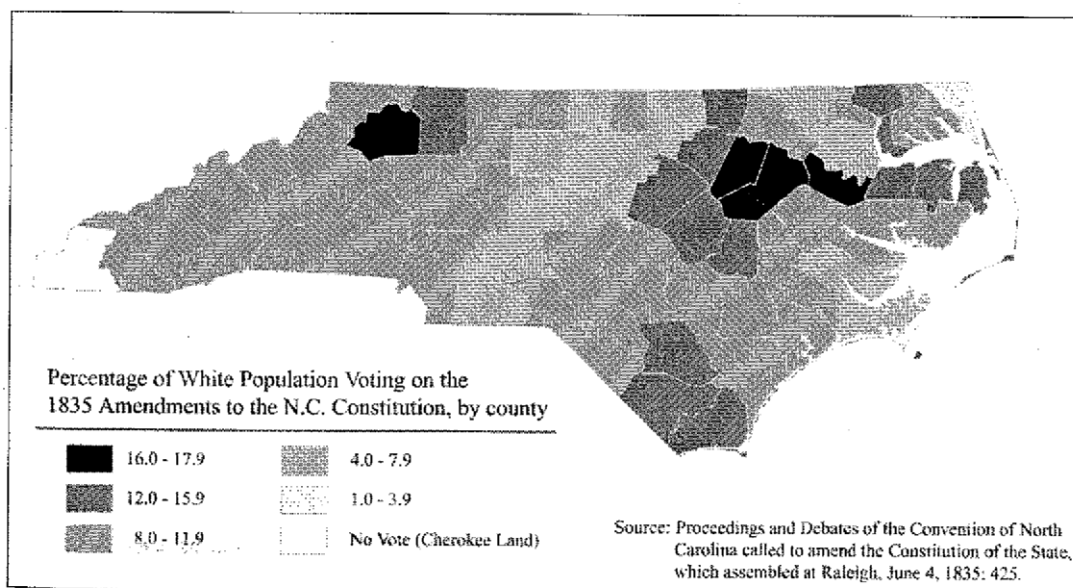 Percentage of White Population Voting on the
1835 Amendments to the N.C. Constitution, by county
16.0 - 17.9
12.0 - 15.9
8.0 - 11.9
4.0 - 7.9
1.0 - 3.9
No Vote (Cherokee Land)
Source: Proceedings and Debates of the Convention of North
Carolina called to amend the Constitution of the State,
which assembled at Raleigh, June 4, 1835: 425.